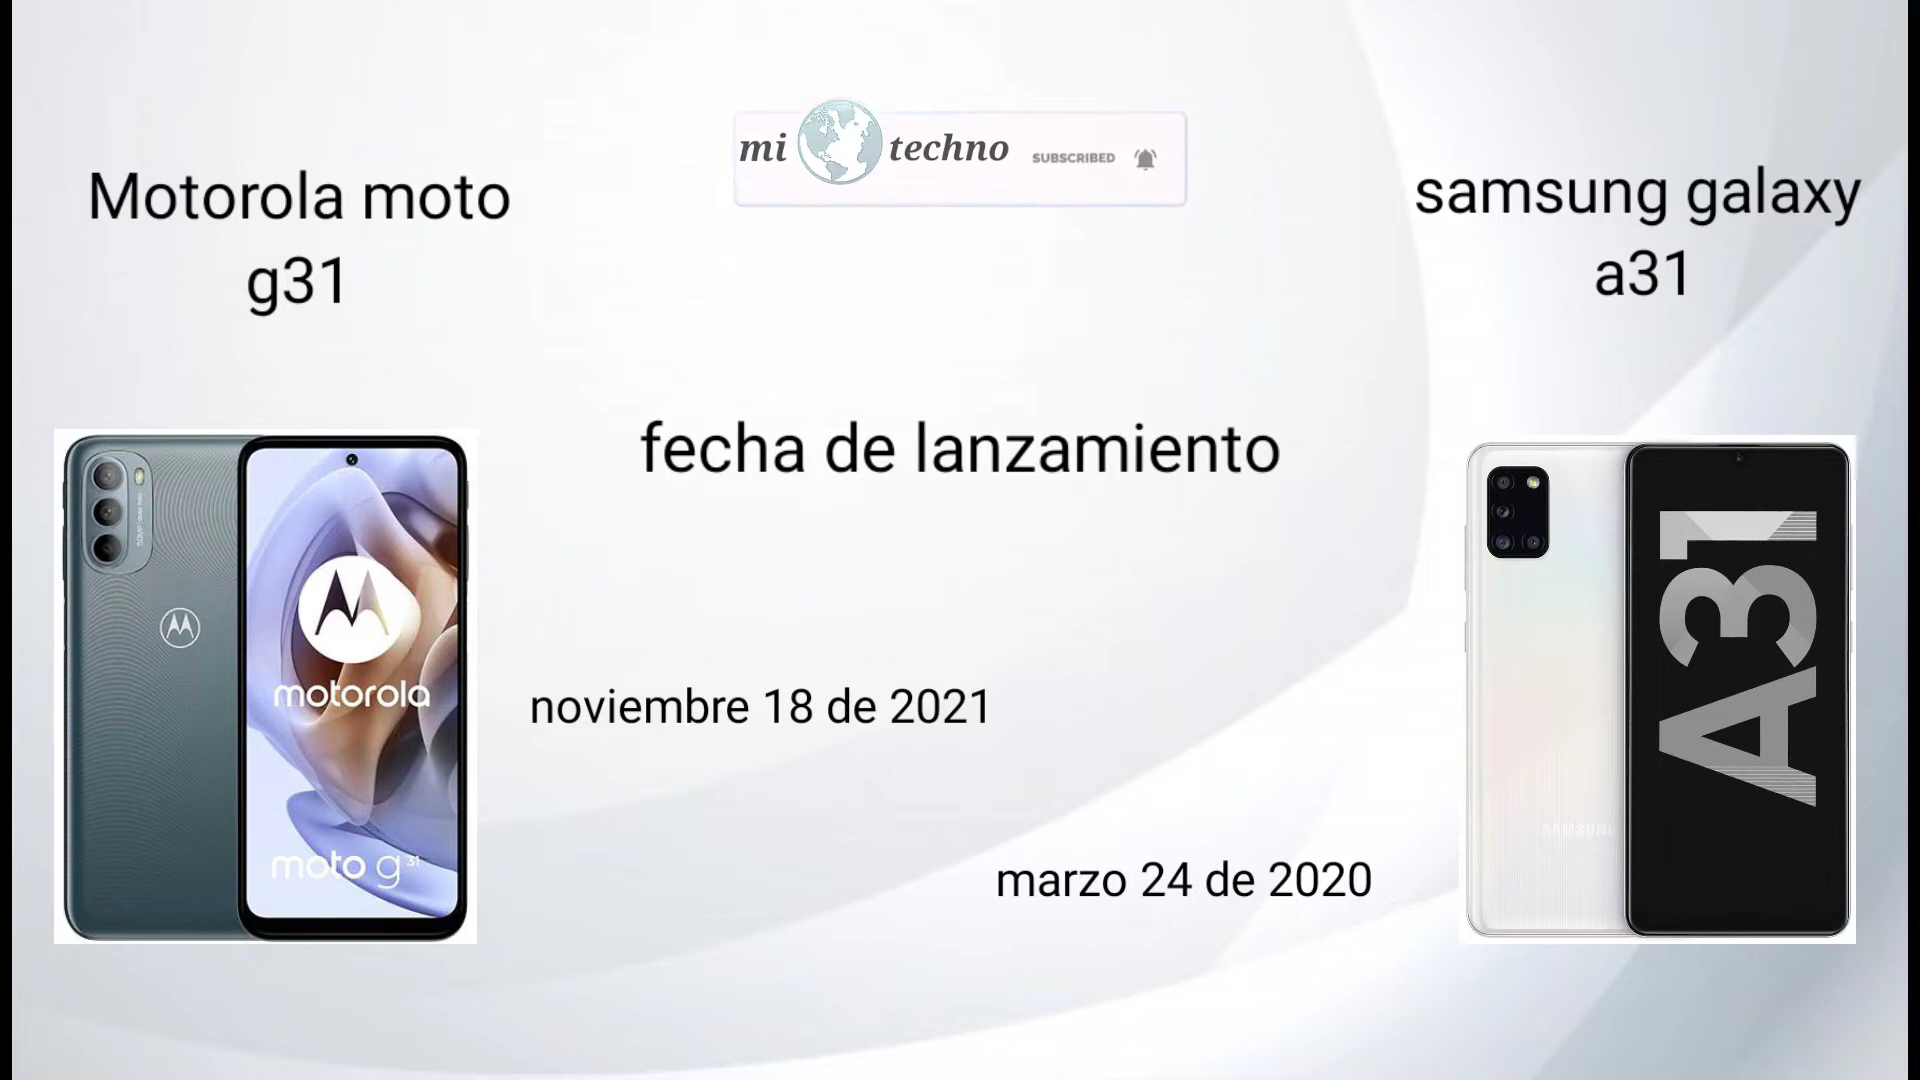 mi techno SUBSCRIBED
Motorola moto
g31
samsung galaxy
a31
fecha de lanzamiento
motorola
moto g31
noviembre 18 de 2021
marzo 24 de 2020
A31
SAMSUNG